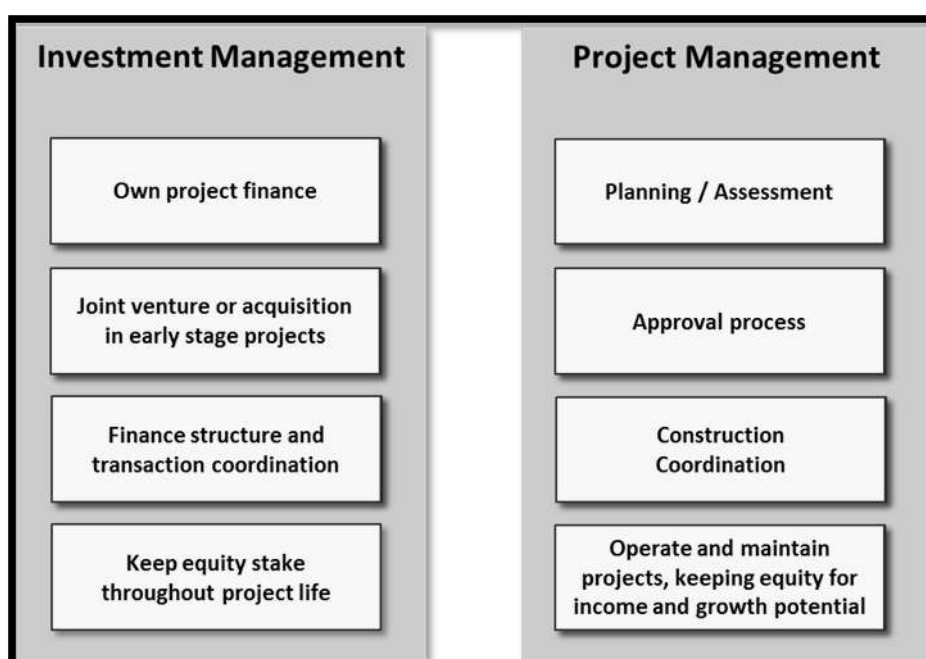 Investment Management
Own project finance
Joint venture or acquisition
in early stage projects
Finance structure and
transaction coordination
Keep equity stake
throughout project life
Project Management
Planning / Assessment
Approval process
Construction
Coordination
Operate and maintain
projects, keeping equity for
income and growth potential